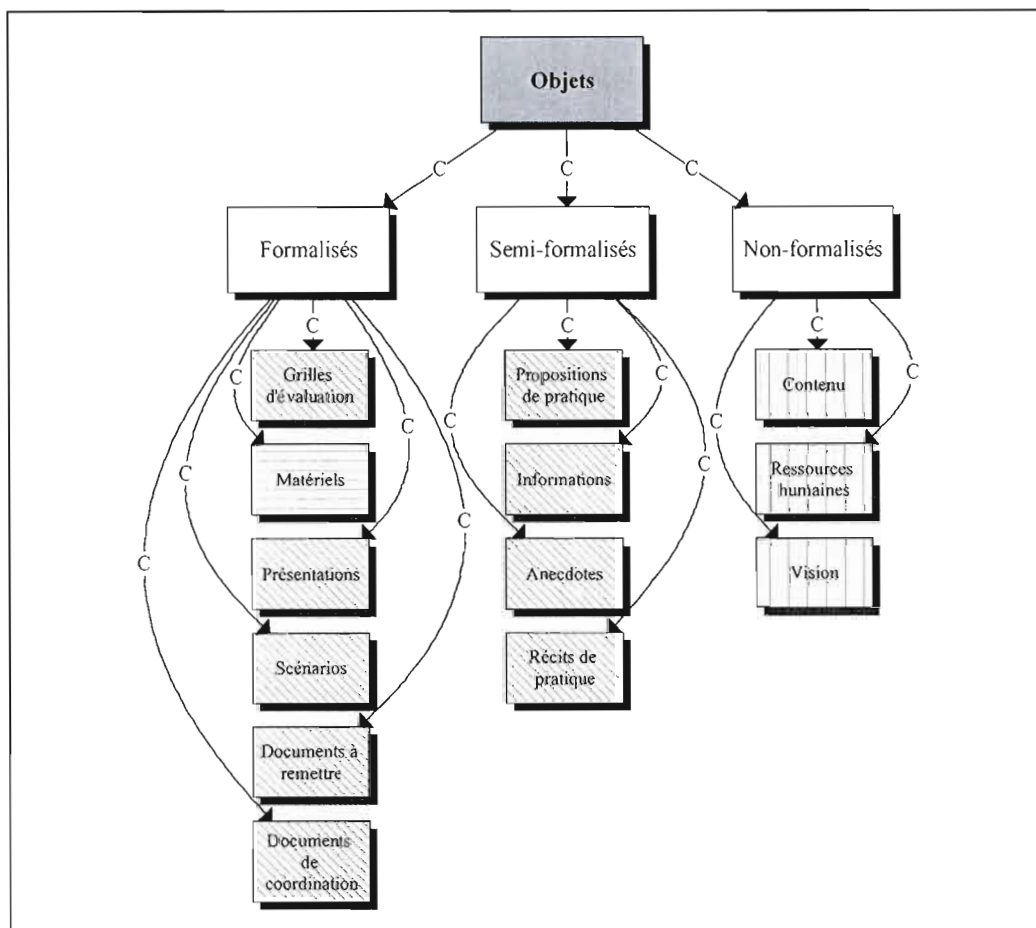 Objets
C
C
C
Formalisés
Semi-formalisés
Non-formalisés
C
C
C
Grilles
d'évaluation
Propositions
de pratique
Contenu
C
C
C
C
C
Matériels
Informations
Ressources
humaines
C
C
C
C
C
Présentations
Anecdotes
Vision
C
Scénarios
Récits de
pratique
Documents à
remettre
Documents
de
coordination